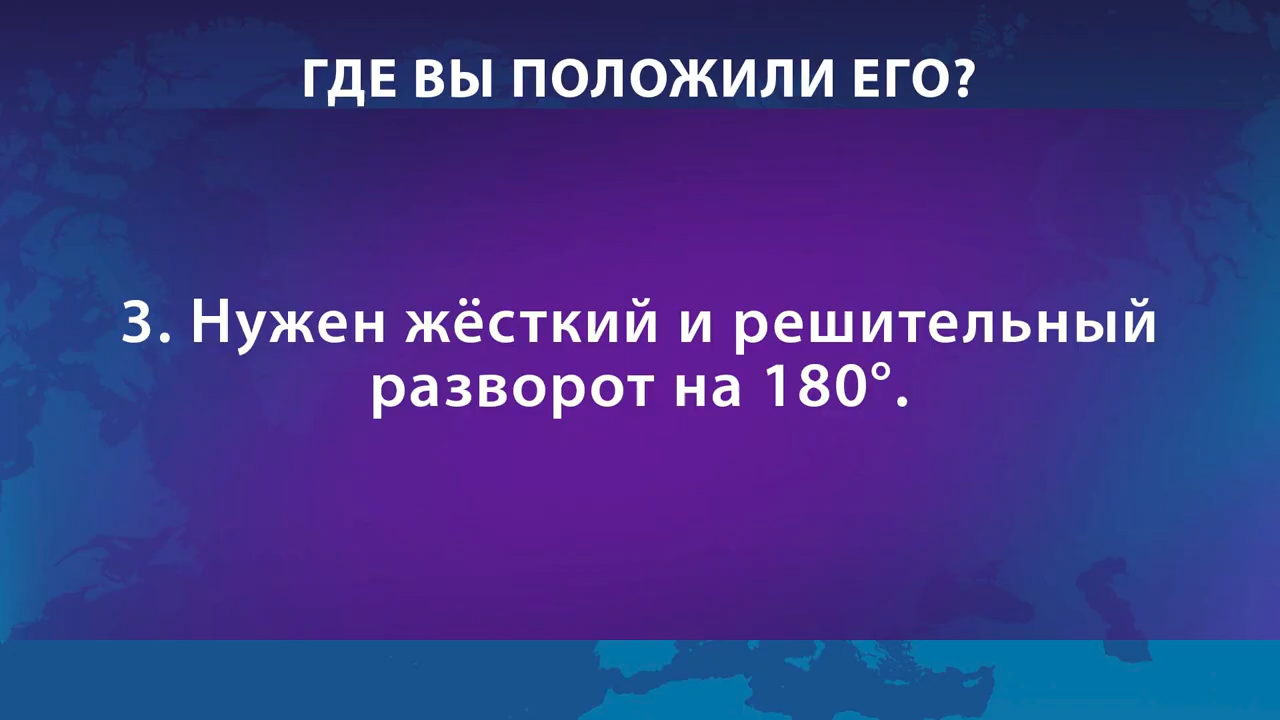 ГДЕ ВЫ ПОЛОЖИЛИ ЕГО?
3. Нужен жёсткий и решительный
разворот на 180°.